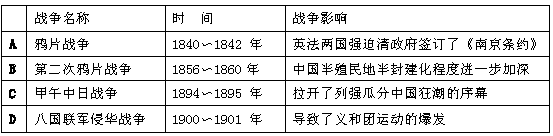 战争名称 时 间 战争影响
A 鸦片战争 1840～1842 年 英法两国强迫清政府签订了《南京条约》
B 第二次鸦片战争 1856～1860 年 中国半殖民地半封建化程度进一步加深
C 甲午中日战争 1894～1895 年 拉开了列强瓜分中国狂潮的序幕
D 八国联军侵华战争 1900～1901 年 导致了义和团运动的爆发